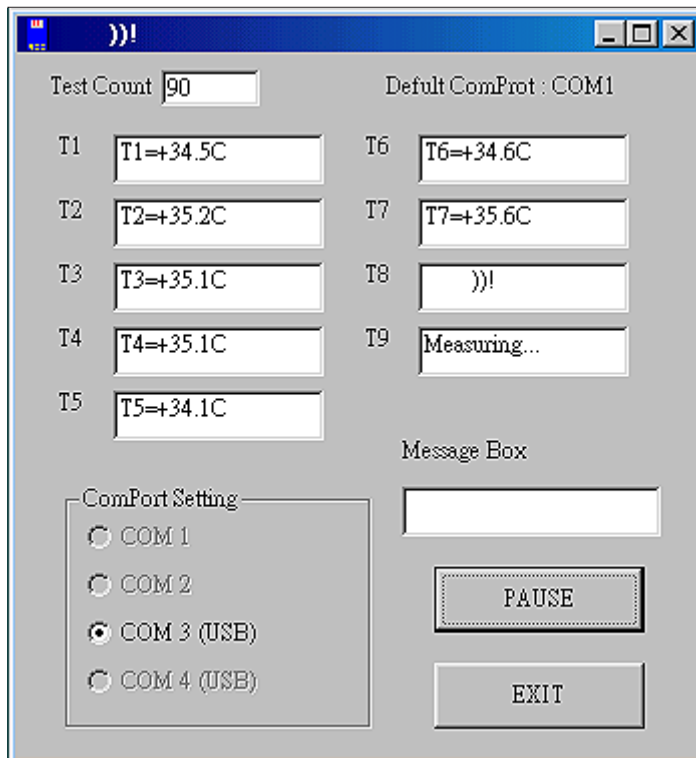 ))!
Test Count 90
Defult ComProt : COM1
T1 T1=+34.5C
T2 T2=+35.2C
T3 T3=+35.1C
T4 T4=+35.1C
T5 T5=+34.1C
T6 T6=+34.6C
T7 T7=+35.6C
T8 ))!
T9 Measuring...
ComPort Setting
COM 1
COM 2
COM 3 (USB)
COM 4 (USB)
Message Box
PAUSE
EXIT